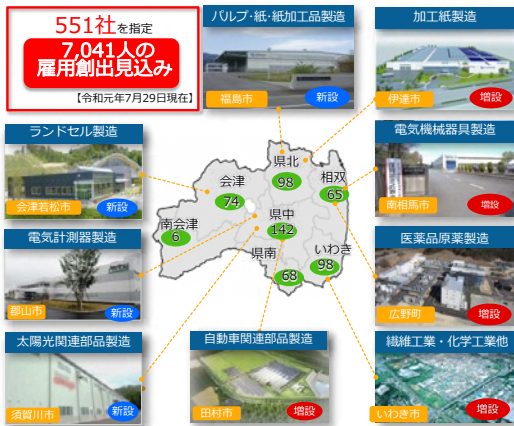 551社を指定
7,041人の
雇用創出見込み
【令和元年7月29日現在】
パルプ・紙・紙加工品製造
福島市
新設
加工紙製造
伊達市
増設
ランドセル製造
会津若松市
新設
電気機械器具製造
南相馬市
増設
電気計測器製造
郡山市
新設
医薬品原薬製造
広野町
増設
太陽光関連部品製造
須賀川市
新設
自動車関連部品製造
田村市
増設
繊維工業・化学工業他
いわき市
増設
県北
98
相双
65
会津
74
県中
142
南会津
6
県南
68
いわき
98